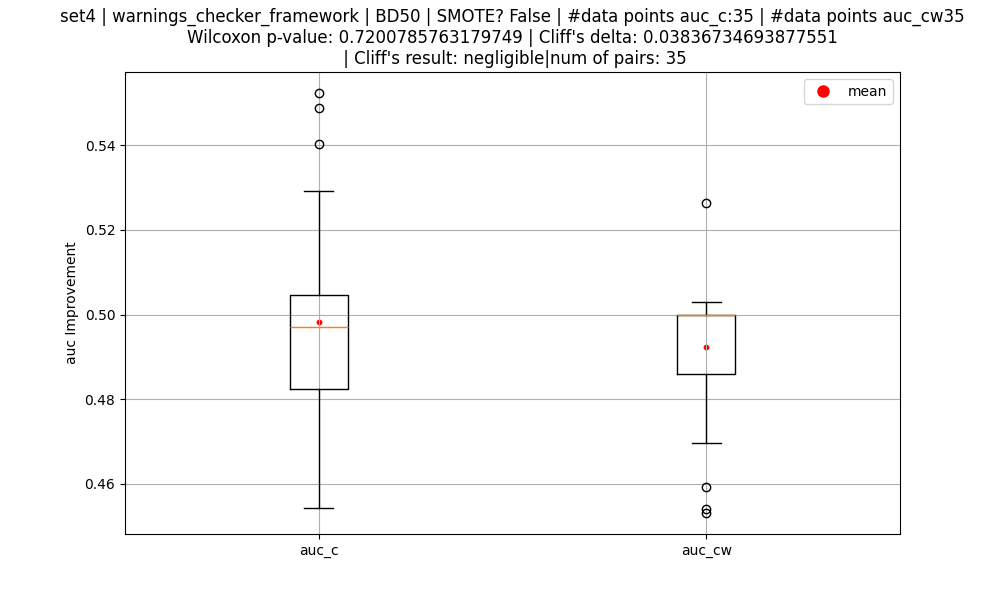 set4 | warnings_checker_framework | BD50 | SMOTE? False | #data points auc_c:35 | #data points auc_cw35
Wilcoxon p-value: 0.7200785763179749 | Cliff's delta: 0.03836734693877551
| Cliff's result: negligible|num of pairs: 35
mean
0.54
0.52
0.50
0.48
0.46
auc Improvement
auc_c
auc_cw